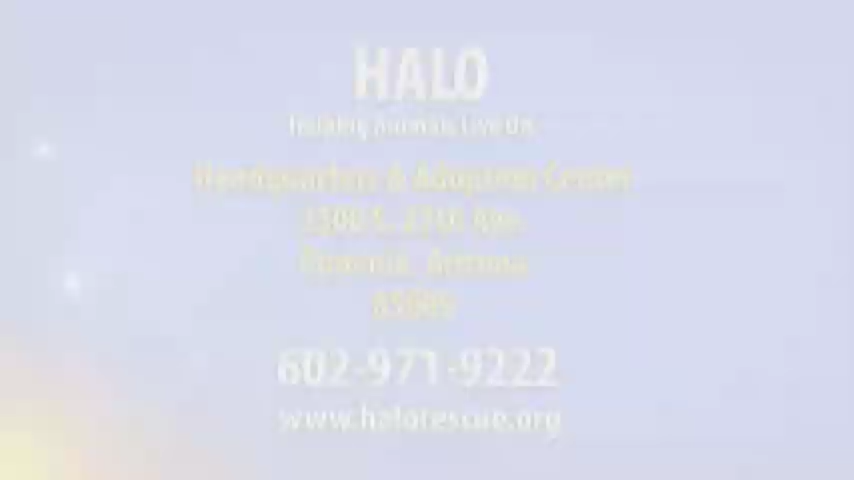 HALO
Helping Animals Live On
Headquarters & Adoption Center
Phoenix, Arizona
602-971-9222
www.halorescue.org